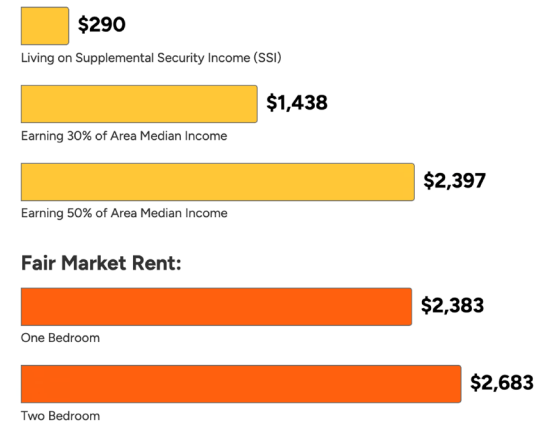 $290
Living on Supplemental Security Income (SSI)
$1,438
Earning 30% of Area Median Income
$2,397
Earning 50% of Area Median Income
Fair Market Rent:
$2,383
One Bedroom
$2,683
Two Bedroom